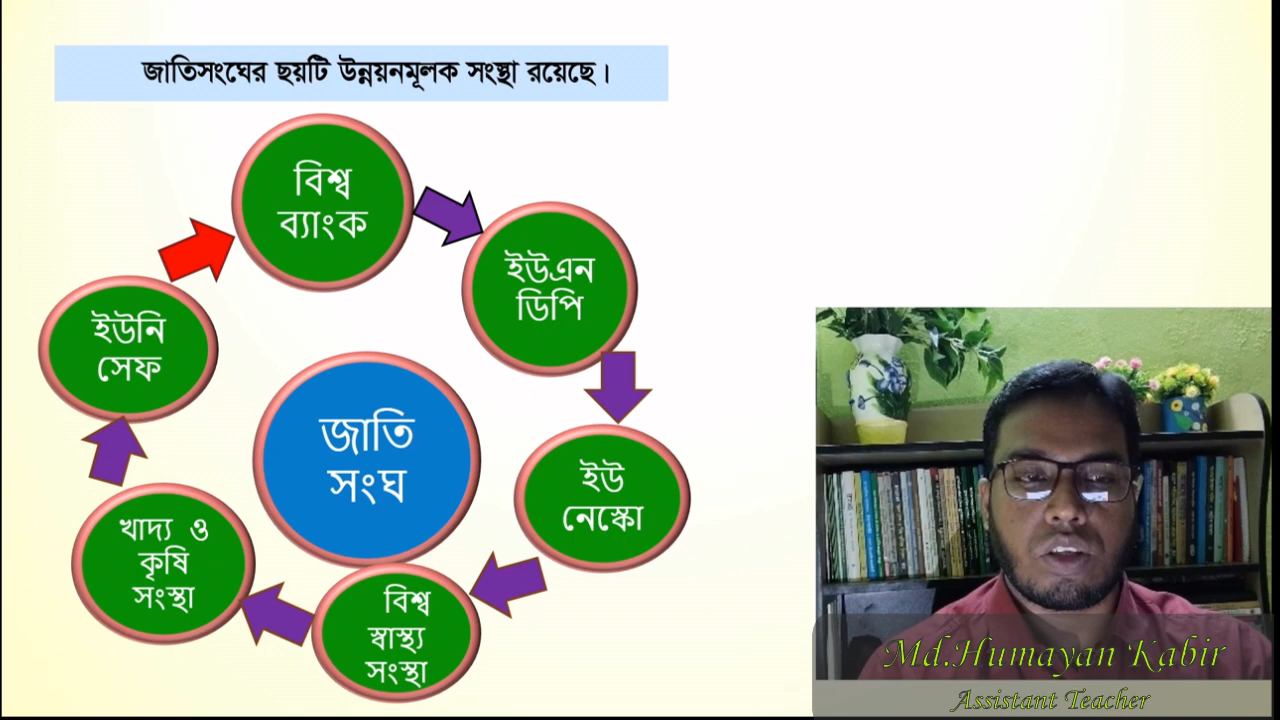 জাতিসংঘের ছয়টি উন্নয়নমূলক সংস্থা রয়েছে।
বিশ্ব
ব্যাংক
ইউএন
ডিপি
ইউ
নেস্কো
বিশ্ব
স্বাস্থ্য
সংস্থা
খাদ্য ও
কৃষি
সংস্থা
ইউনি
সেফ
জাতি
সংঘ
Md.Humayan Kabir
Assistant Teacher